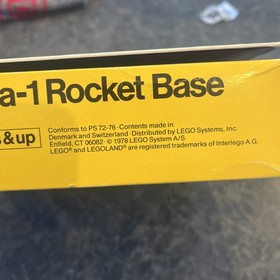 a-1 Rocket Base
&up
Conforms to PS 72-76 · Contents made in
Denmark and Switzerland · Distributed by LEGO Systems, Inc.
Enfield, CT 06082 · © 1978 LEGO System A/S
LEGO® and LEGOLAND® are registered trademarks of Interlego A.G.